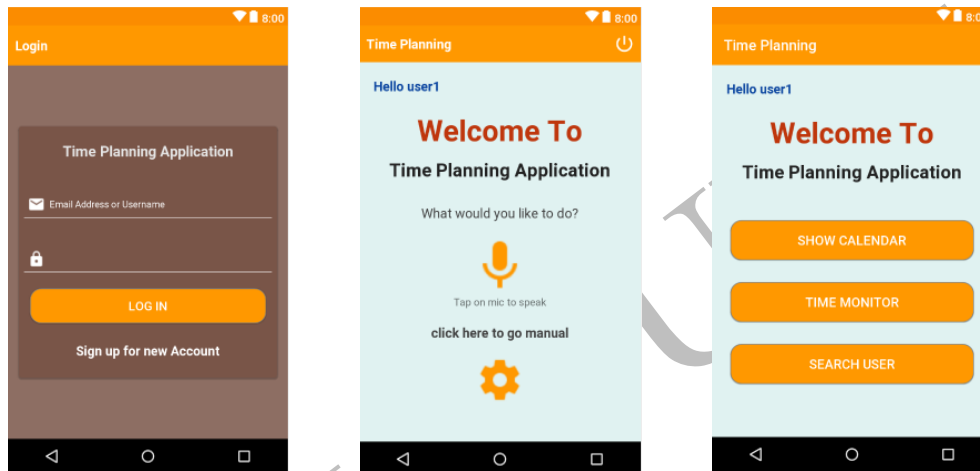 8:00
Login
Time Planning Application
Email Address or Username
LOG IN
Sign up for new Account
8:00
Time Planning
Hello user1
Welcome To
Time Planning Application
What would you like to do?
Tap on mic to speak
click here to go manual
8:0
Time Planning
Hello user1
Welcome To
Time Planning Application
SHOW CALENDAR
TIME MONITOR
SEARCH USER